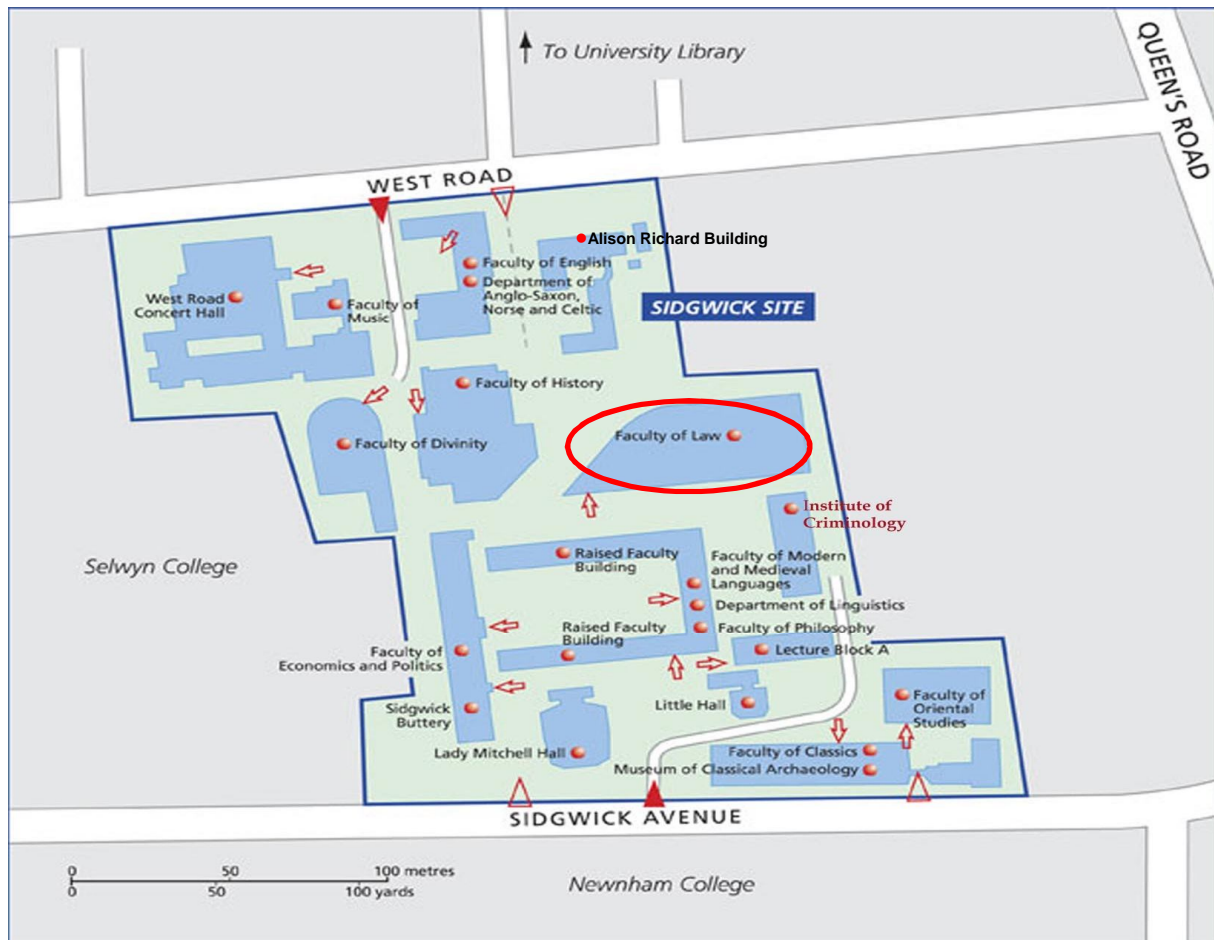 To University Library
QUEEN'S ROAD
WEST ROAD
Alison Richard Building
Faculty of English
Department of
Anglo-Saxon,
Norse and Celtic
West Road
Concert Hall
Faculty of
Music
SIDGWICK SITE
Faculty of History
Faculty of Divinity
Faculty of Law
Institute of
Criminology
Selwyn College
Raised Faculty
Building
Faculty of Modern
and Medieval
Languages
Department of Linguistics
Faculty of Philosophy
Raised Faculty
Building
Faculty of
Economics and Politics
Lecture Block A
Sidgwick
Buttery
Little Hall
Faculty of
Oriental
Studies
Lady Mitchell Hall
Faculty of Classics
Museum of Classical Archaeology
SIDGWICK AVENUE
0 50 100 metres
0 50 100 yards
Newnham College